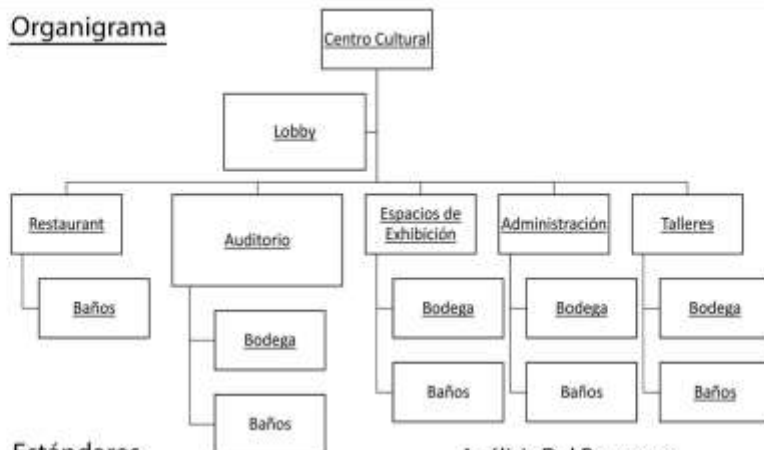 Organigrama
Centro Cultural
Lobby
Restaurant
Auditorio
Espacios de
Exhibición
Administración
Talleres
Baños
Bodega
Bodega
Bodega
Bodega
Baños
Baños
Baños
Baños